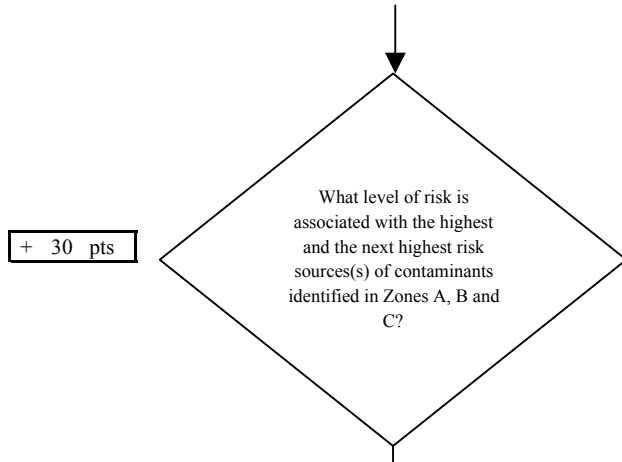 What level of risk is
associated with the highest
and the next highest risk
sources(s) of contaminants
identified in Zones A, B and
C?
+ 30 pts